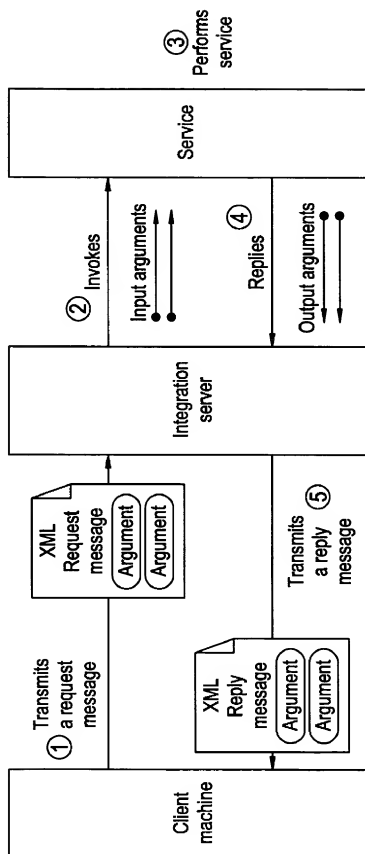 Client
machine
①
Transmits
a request
message
XML
Request
message
Argument
Argument
Integration
server
②
Invokes
Input arguments
Service
③
Performs
service
④
Replies
Output arguments
⑤
Transmits
a reply
message
XML
Reply
message
Argument
Argument